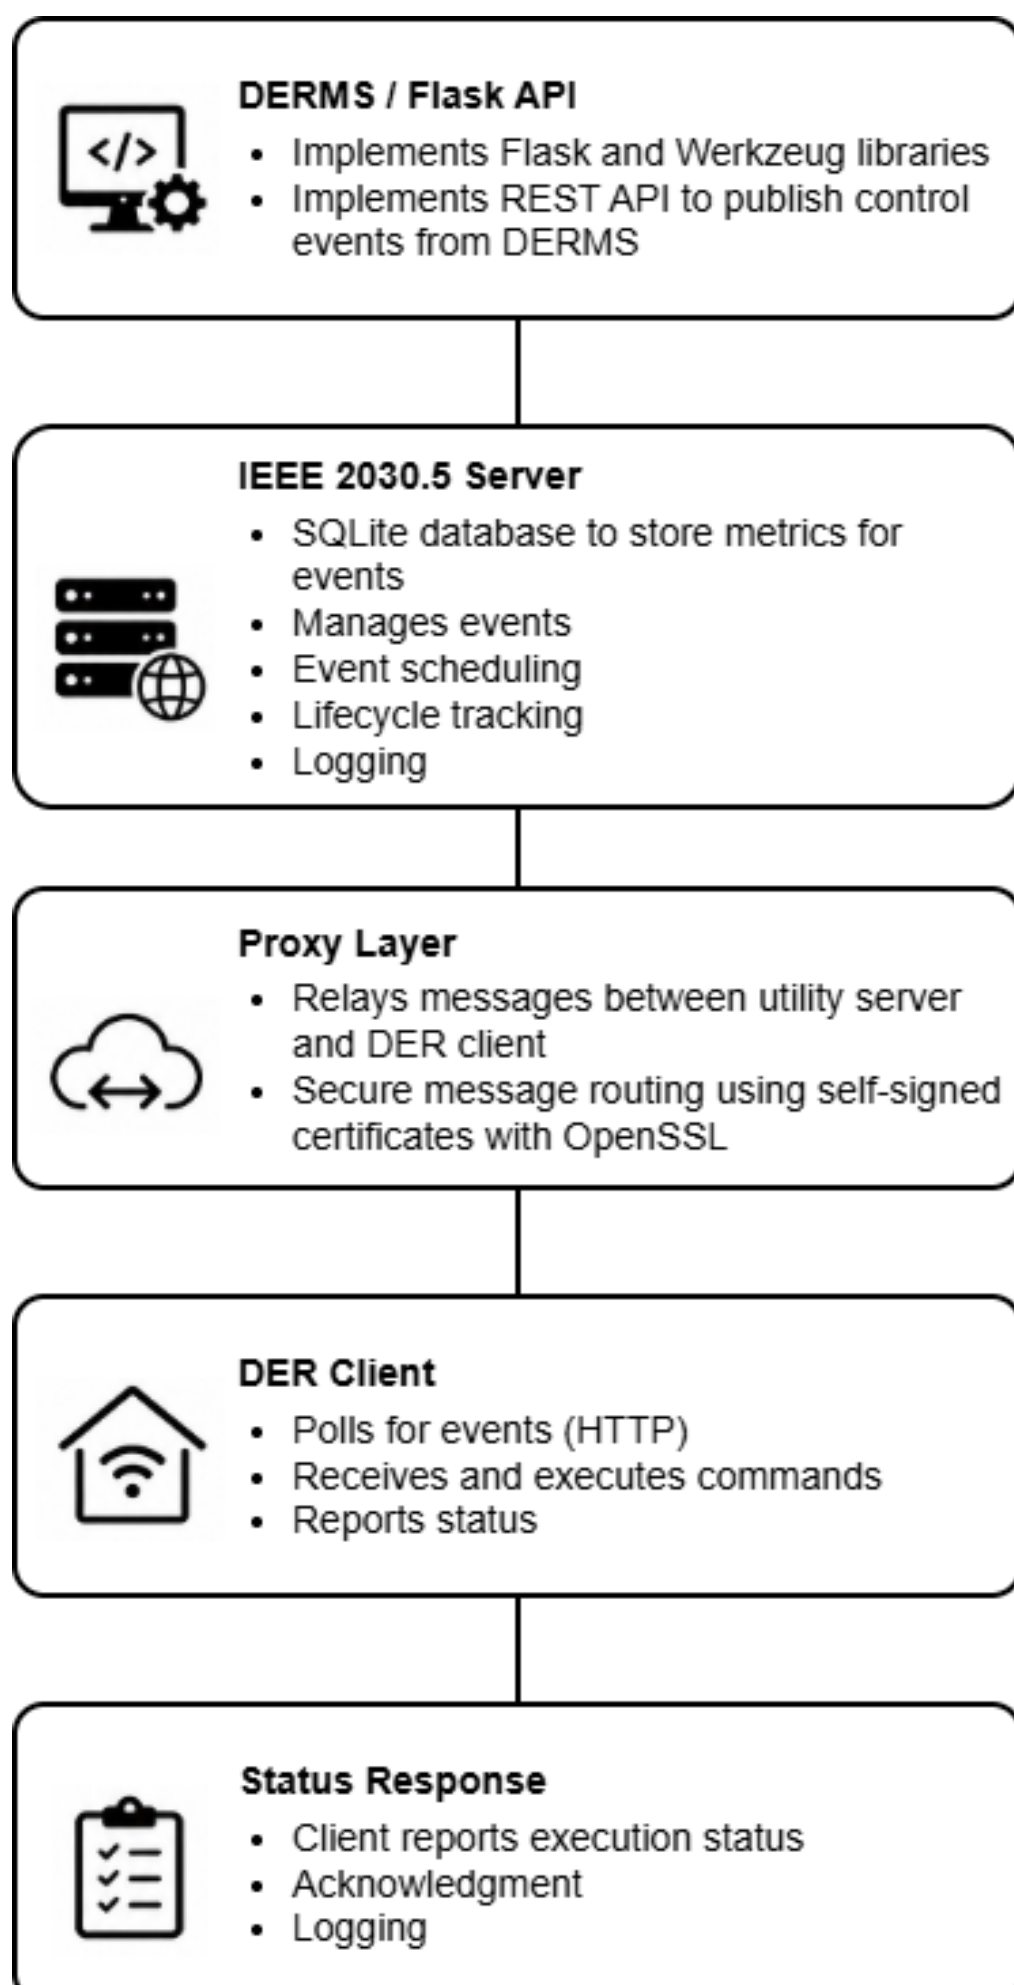 DERMS / Flask API
• Implements Flask and Werkzeug libraries
• Implements REST API to publish control
events from DERMS
</>
IEEE 2030.5 Server
• SQLite database to store metrics for
events
• Manages events
• Event scheduling
• Lifecycle tracking
• Logging
Proxy Layer
• Relays messages between utility server
and DER client
• Secure message routing using self-signed
certificates with OpenSSL
DER Client
• Polls for events (HTTP)
• Receives and executes commands
• Reports status
Status Response
• Client reports execution status
• Acknowledgment
• Logging